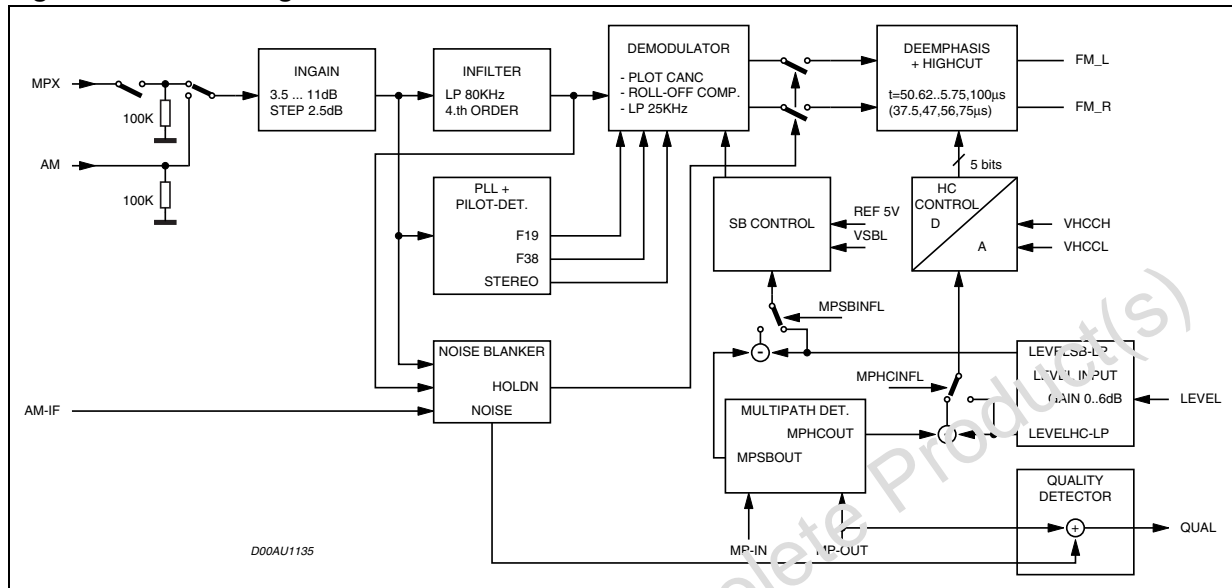 MPX
INGAIN
3.5 ... 11dB
STEP 2.5dB
INFILTER
LP 80KHz
4.th ORDER
DEMODULATOR
- PLOT CANC
- ROLL-OFF COMP.
- LP 25KHz
DEEMPHASIS
+ HIGHCUT
t=50.62..5.75,100µs
(37.5,47,56,75µs)
FM_L
FM_R
100K
AM
100K
PLL +
PILOT-DET.
F19
F38
STEREO
SB CONTROL
REF 5V
VSBL
5 bits
HC
CONTROL
D
A
VHCCH
VHCCL
MPSBINFL
-
NOISE BLANKER
HOLDN
NOISE
AM-IF
MPHCINFL
LEVELSB-LP
LEVEL INPUT
GAIN 0..6dB
LEVELHC-LP
LEVEL
MULTIPATH DET.
MPHCOUT
MPSBOUT
QUALITY
DETECTOR
+
QUAL
MP-IN
MP-OUT
D00AU1135
lete Product(s)